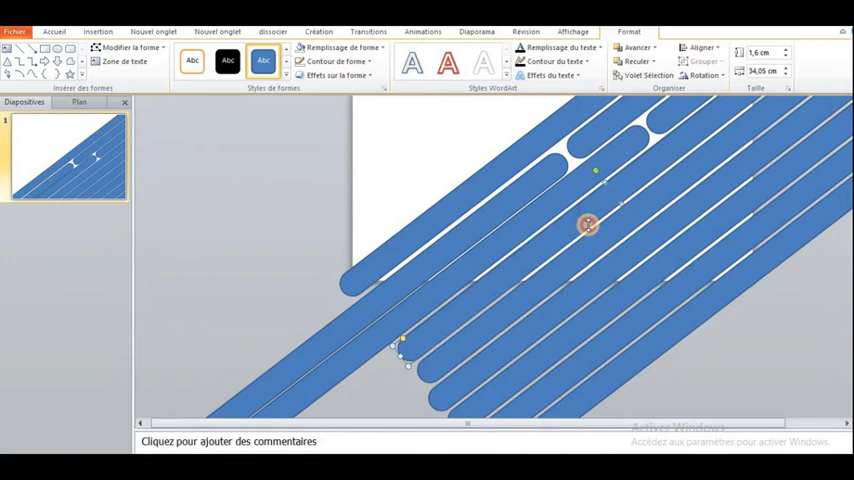 Fichier Accueil Insertion Nouvel onglet Nouvel onglet dissocier Création Transitions Animations Diaporama Révision Affichage Format
Modifier la forme
Zone de texte
Insérer des formes
Abc Abc Abc
Remplissage de forme
Contour de forme
Effets sur la forme
Styles de formes
A A A
Remplissage du texte
Contour du texte
Effets du texte
Styles WordArt
Avancer
Reculer
Volet Sélection
Aligner
Grouper
Rotation
Organiser
1,6 cm
34,05 cm
Taille
Diapositives Plan
1
Activer Windows
Accédez aux paramètres pour activer Windows.
Cliquez pour ajouter des commentaires